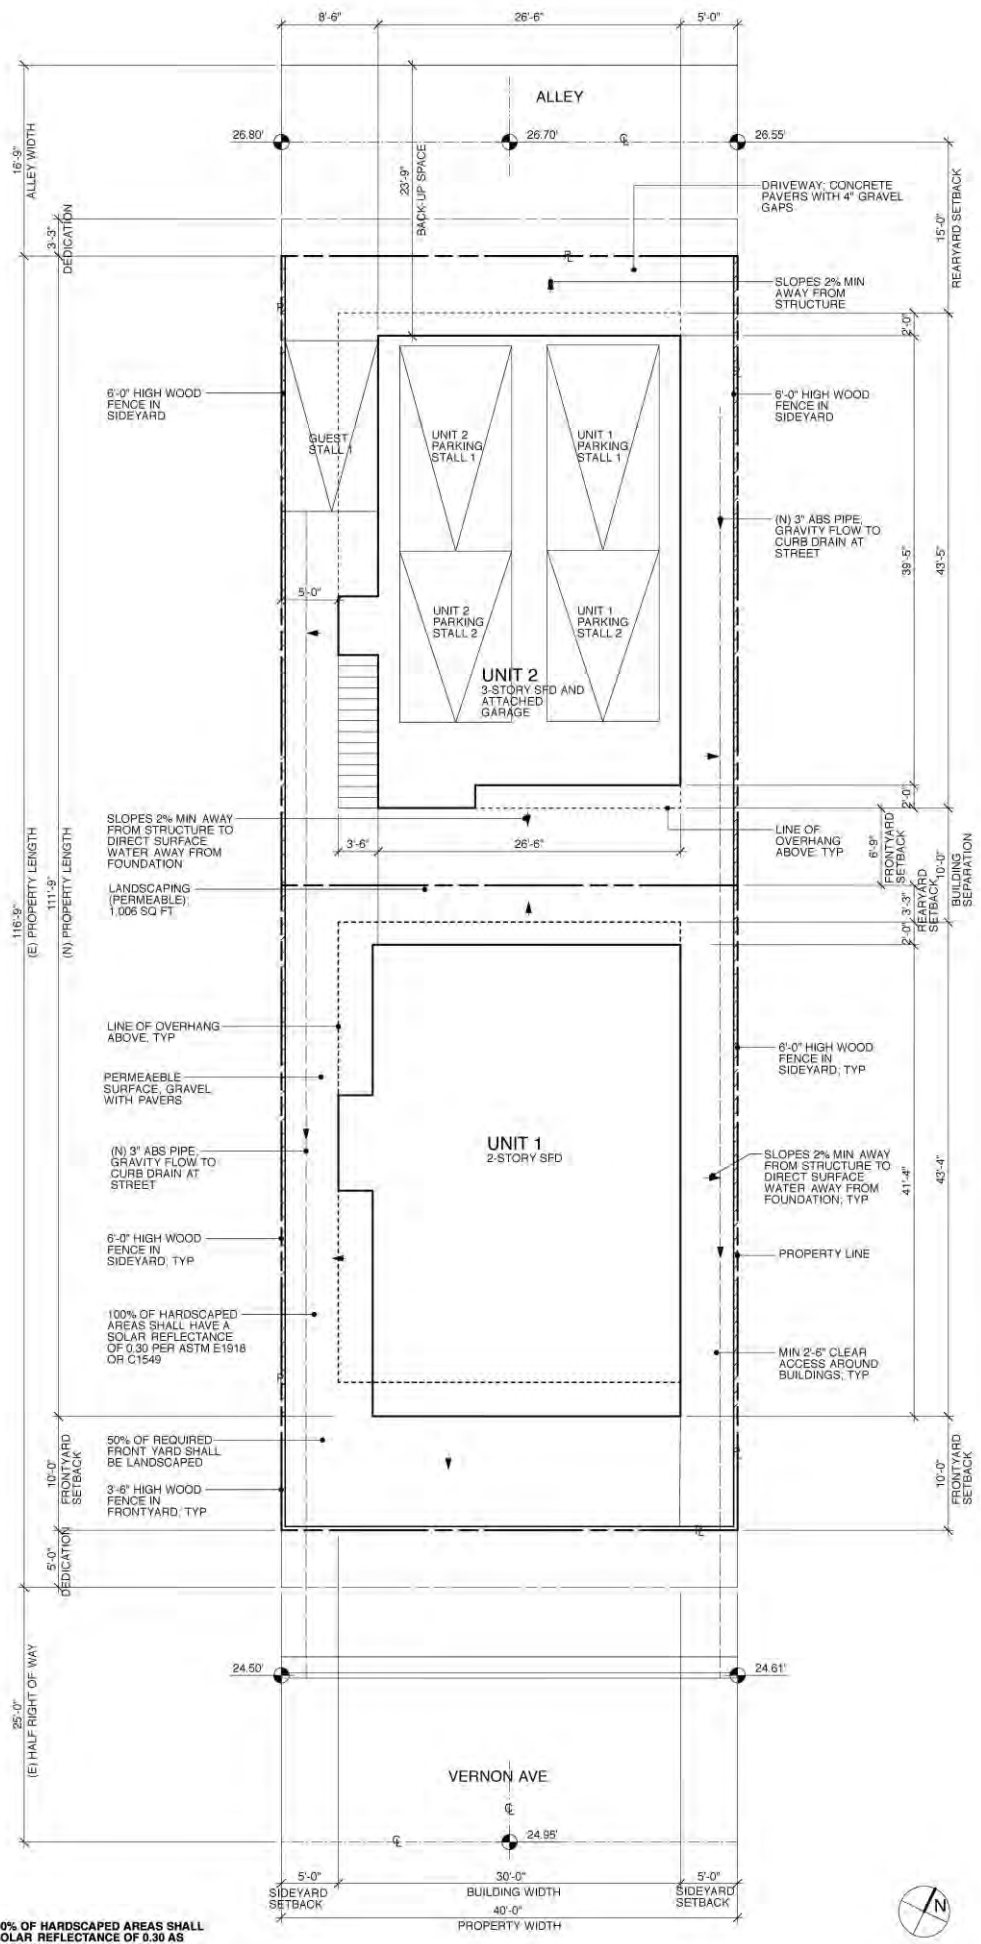 8'-6" 26'-6" 5'-0"
ALLEY
26.80' 26.70' 26.55'
16'-9"
ALLEY WIDTH
23'-9"
BACK-UP SPACE
3'-3"
DEDICATION
15'-0"
REARYARD SETBACK
DRIVEWAY; CONCRETE
PAVERS WITH 4" GRAVEL
GAPS
SLOPES 2% MIN
AWAY FROM
STRUCTURE
2'-0"
6'-0" HIGH WOOD
FENCE IN
SIDEYARD
6'-0" HIGH WOOD
FENCE IN
SIDEYARD
GUEST
STALL 1
UNIT 2
PARKING
STALL 1
UNIT 1
PARKING
STALL 1
(N) 3" ABS PIPE,
GRAVITY FLOW TO
CURB DRAIN AT
STREET
39'-5"
43'-5"
5'-0"
UNIT 2
PARKING
STALL 2
UNIT 1
PARKING
STALL 2
UNIT 2
3-STORY SFD AND
ATTACHED
GARAGE
2'-0"
SLOPES 2% MIN AWAY
FROM STRUCTURE TO
DIRECT SURFACE
WATER AWAY FROM
FOUNDATION
3'-6" 26'-6"
LINE OF
OVERHANG
ABOVE, TYP
6'-9"
FRONTYARD
SETBACK
10'-0"
BUILDING
SEPARATION
LANDSCAPING
(PERMEABLE)
1,006 SQ FT
3'-3"
REARYARD
SETBACK
2'-0"
116'-9"
(E) PROPERTY LENGTH
111'-9"
(N) PROPERTY LENGTH
LINE OF OVERHANG
ABOVE, TYP
PERMEAEBLE
SURFACE, GRAVEL
WITH PAVERS
6'-0" HIGH WOOD
FENCE IN
SIDEYARD, TYP
(N) 3" ABS PIPE,
GRAVITY FLOW TO
CURB DRAIN AT
STREET
UNIT 1
2-STORY SFD
SLOPES 2% MIN AWAY
FROM STRUCTURE TO
DIRECT SURFACE
WATER AWAY FROM
FOUNDATION; TYP
41'-4"
43'-4"
6'-0" HIGH WOOD
FENCE IN
SIDEYARD, TYP
PROPERTY LINE
100% OF HARDSCAPED
AREAS SHALL HAVE A
SOLAR REFLECTANCE
OF 0.30 PER ASTM E1918
OR C1549
MIN 2'-6" CLEAR
ACCESS AROUND
BUILDINGS; TYP
50% OF REQUIRED
FRONT YARD SHALL
BE LANDSCAPED
10'-0"
FRONTYARD
SETBACK
10'-0"
FRONTYARD
SETBACK
3'-6" HIGH WOOD
FENCE IN
FRONTYARD, TYP
5'-0"
DEDICATION
24.50' 24.61'
25'-0"
(E) HALF RIGHT OF WAY
VERNON AVE
24.95'
5'-0" 30'-0" 5'-0"
SIDEYARD
SETBACK
BUILDING WIDTH
SIDEYARD
SETBACK
40'-0"
PROPERTY WIDTH
N
0% OF HARDSCAPED AREAS SHALL
OLAR REFLECTANCE OF 0.30 AS